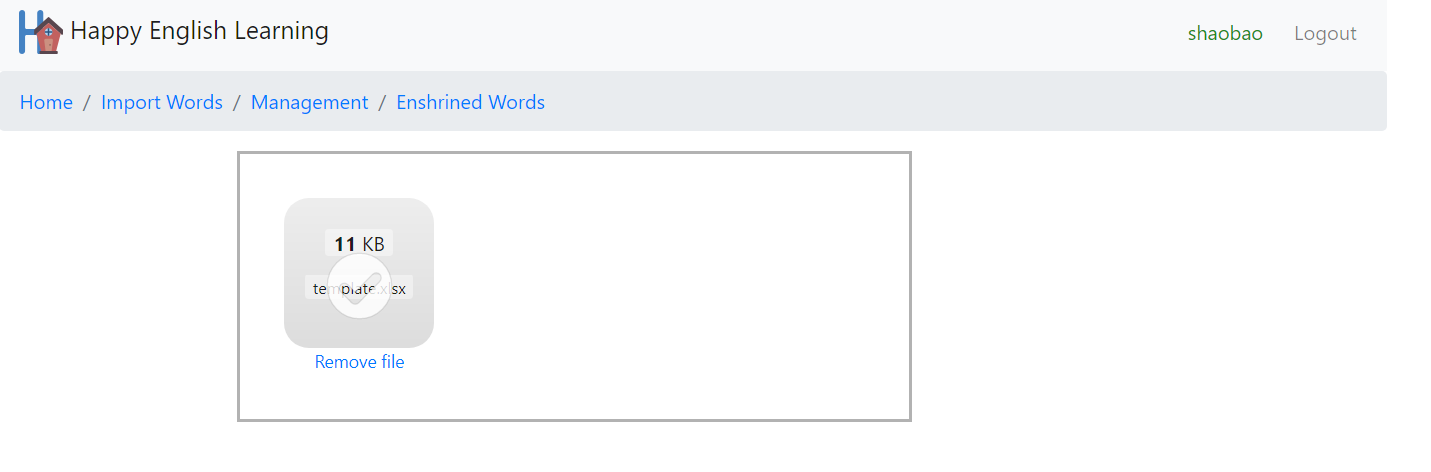 Happy English Learning
shaobao Logout
Home / Import Words / Management / Enshrined Words
11 KB
template.xlsx
Remove file